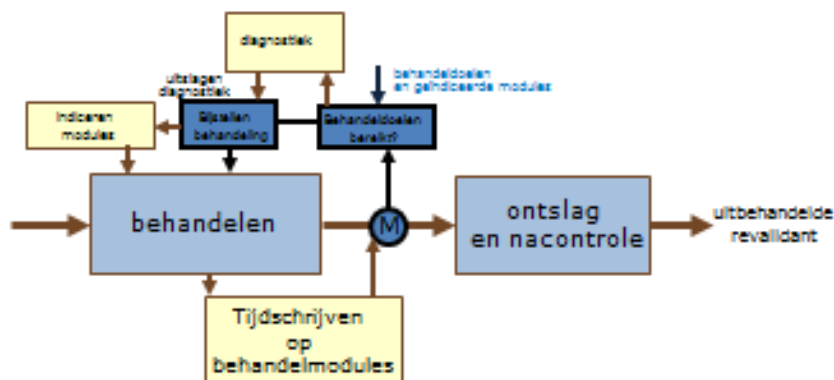 diagnostiek
uitslagen
diagnostiek
behandeldoelen
en geïndiceerde modules
Indiceren
modules
Bijstellen
behandeling
Behandeldoelen
bereikt?
behandelen
M
ontslag
en nacontrole
uitbehandelde
revalidant
Tijdschrijven
op
behandelmodules